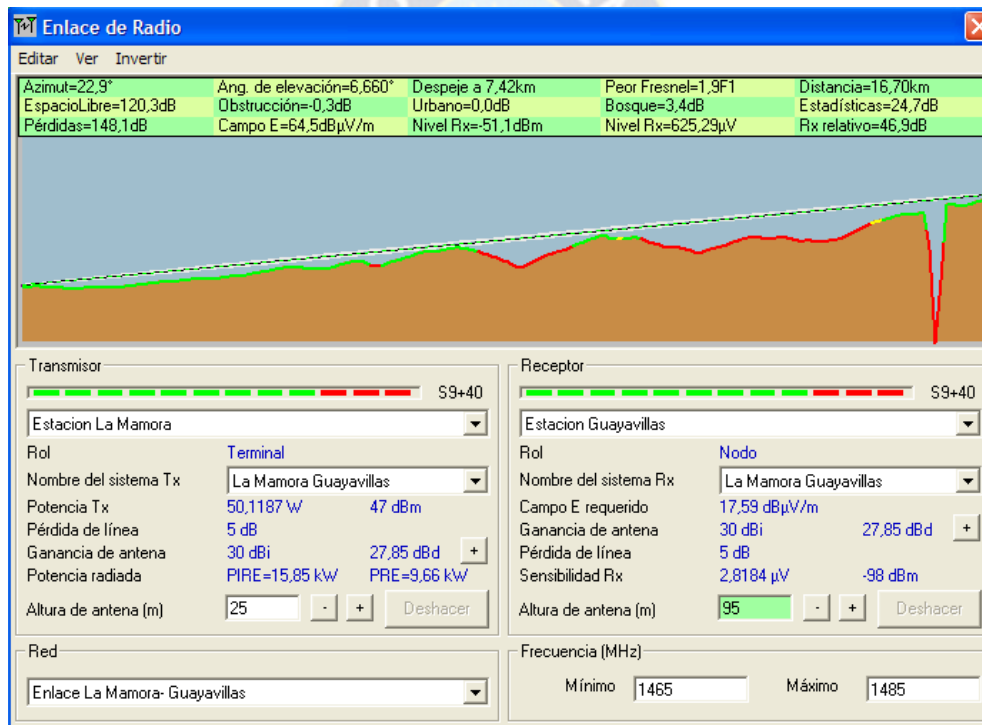 Enlace de Radio
Editar Ver Invertir
Azimut=22,9° Ang. de elevación=6,660° Despeje a 7,42km Peor Fresnel=1,9F1 Distancia=16,70km
EspacioLibre=120,3dB Obstrucción=-0,3dB Urbano=0,0dB Bosque=3,4dB Estadísticas=24,7dB
Pérdidas=148,1dB Campo E=64,5dBµV/m Nivel Rx=-51,1dBm Nivel Rx=625,29µV Rx relativo=46,9dB
Transmisor
S9+40
Estacion La Mamora
Rol Terminal
Nombre del sistema Tx La Mamora Guayavillas
Potencia Tx 50,1187 W 47 dBm
Pérdida de línea 5 dB
Ganancia de antena 30 dBi 27,85 dBd +
Potencia radiada PIRE=15,85 kW PRE=9,66 kW
Altura de antena (m) 25 - + Deshacer
Red
Enlace La Mamora- Guayavillas
Receptor
S9+40
Estacion Guayavillas
Rol Nodo
Nombre del sistema Rx La Mamora Guayavillas
Campo E requerido 17,59 dBµV/m
Ganancia de antena 30 dBi 27,85 dBd +
Pérdida de línea 5 dB
Sensibilidad Rx 2,8184 µV -98 dBm
Altura de antena (m) 95 - + Deshacer
Frecuencia (MHz)
Mínimo 1465 Máximo 1485